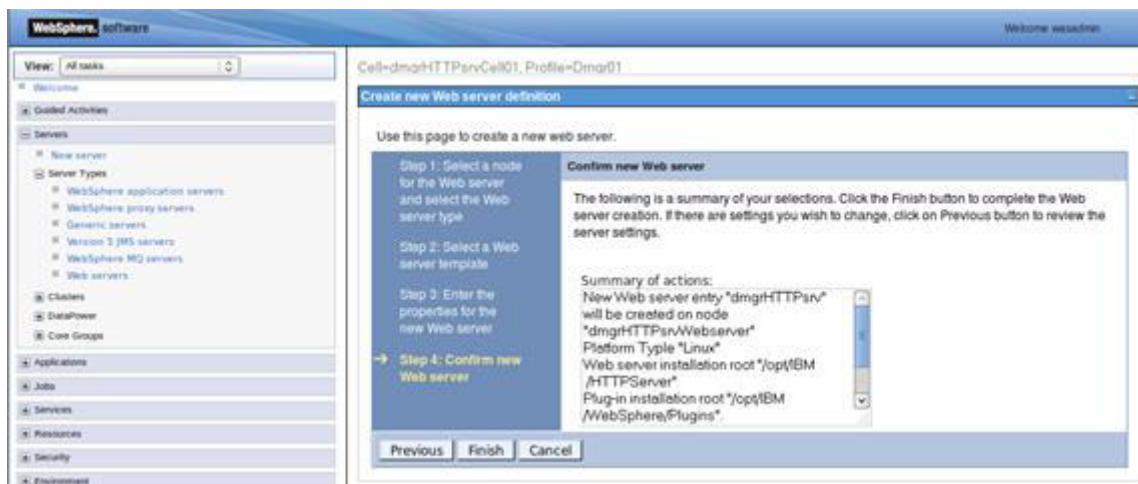 WebSphere. software
Welcome wasadmin
View: All tasks
Welcome
Guided Activities
Servers
New server
Server Types
WebSphere application servers
WebSphere proxy servers
Generic servers
Version 5 JMS servers
WebSphere MQ servers
Web servers
Clusters
DataPower
Core Groups
Applications
Jobs
Services
Resources
Security
Environment
Cell=dmgrHTTPsrvCell01, Profile=Dmgr01
Create new Web server definition
Use this page to create a new web server.
Step 1: Select a node
for the Web server
and select the Web
server type
Step 2: Select a Web
server template
Step 3: Enter the
properties for the
new Web server
Step 4: Confirm new
Web server
Confirm new Web server
The following is a summary of your selections. Click the Finish button to complete the Web
server creation. If there are settings you wish to change, click on Previous button to review the
server settings.
Summary of actions:
New Web server entry "dmgrHTTPsrv"
will be created on node
"dmgrHTTPsrvWebserver"
Platform Typle "Linux"
Web server installation root "/opt/IBM
/HTTPServer"
Plug-in installation root "/opt/IBM
/WebSphere/Plugins".
Previous Finish Cancel